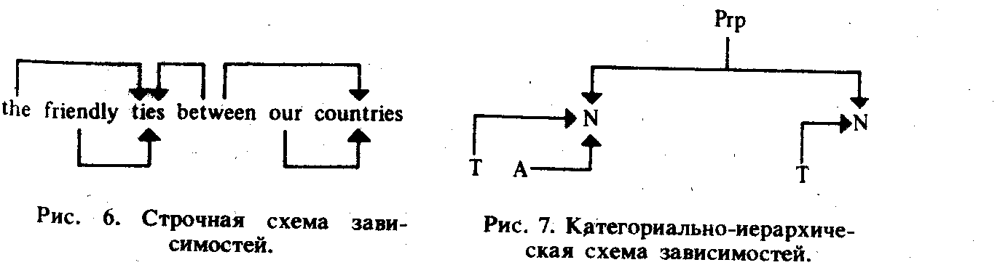 the friendly ties between our countries
Рис. 6. Строчная схема зави-
симостей.
Prp
N
N
T
A
T
Рис. 7. Категориально-иерархиче-
ская схема зависимостей.